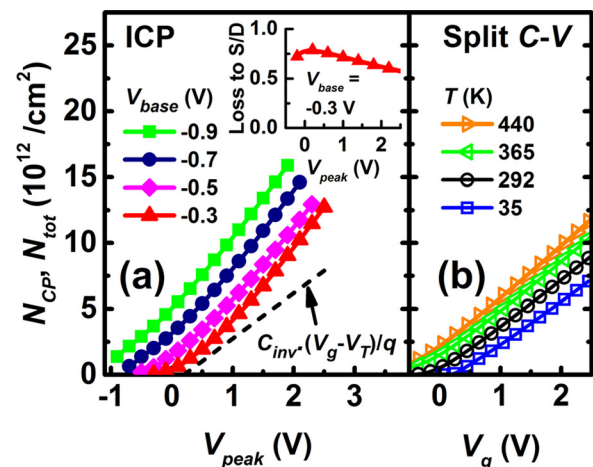 ICP
Split C-V
V_base (V)
-0.9
-0.7
-0.5
-0.3
Loss to S/D
1.0
0.5
0.0
V_base =
-0.3 V
0 1 2
V_peak (V)
T (K)
440
365
292
35
N_CP, N_tot (10^12 /cm^2)
25
20
15
10
5
0
(a)
(b)
C_inv·(V_g-V_T)/q
-1 0 1 2 3
0 1 2
V_peak (V)
V_g (V)